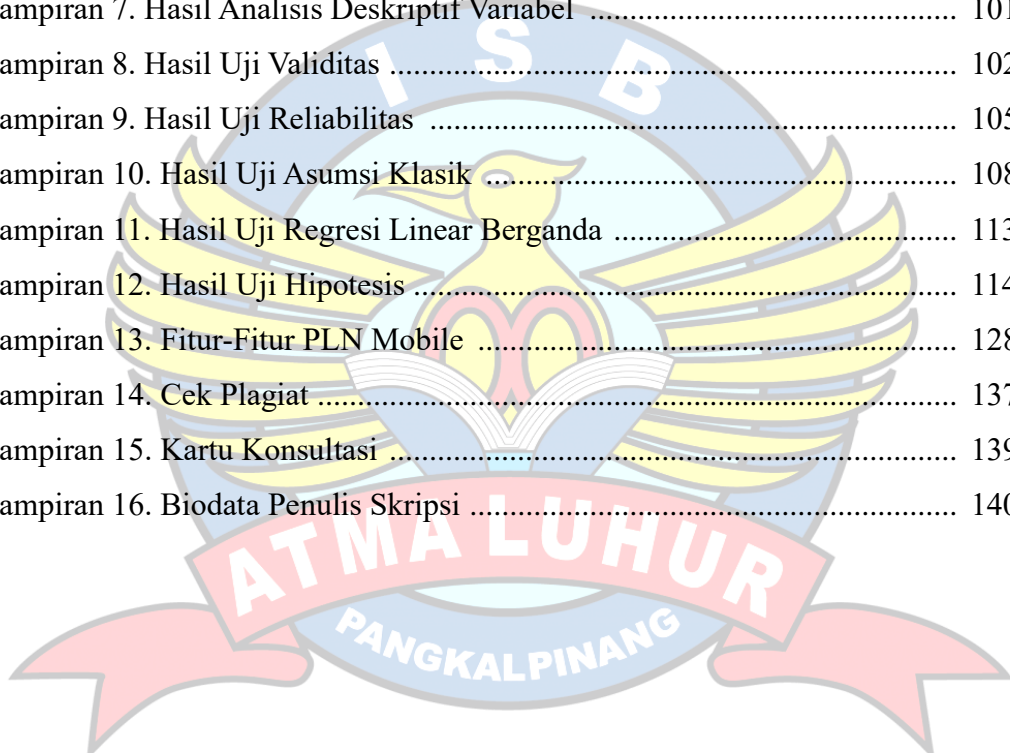 ampiran 7. Hasil Analisis Deskriptif Variabel ............................................. 101
ampiran 8. Hasil Uji Validitas ....................................................................... 102
ampiran 9. Hasil Uji Reliabilitas .................................................................. 105
ampiran 10. Hasil Uji Asumsi Klasik ........................................................... 108
ampiran 11. Hasil Uji Regresi Linear Berganda .......................................... 113
ampiran 12. Hasil Uji Hipotesis .................................................................... 114
ampiran 13. Fitur-Fitur PLN Mobile ............................................................ 128
ampiran 14. Cek Plagiat ................................................................................ 137
ampiran 15. Kartu Konsultasi ....................................................................... 139
ampiran 16. Biodata Penulis Skripsi ............................................................. 140
I S B
ATMA LUHUR
PANGKALPINANG